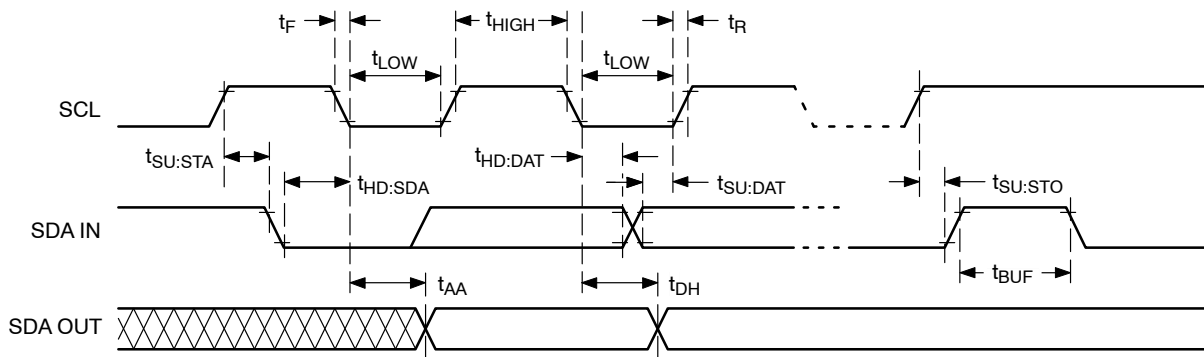 tF
tHIGH
tR
tLOW
tLOW
SCL
tSU:STA
tHD:DAT
tHD:SDA
tSU:DAT
tSU:STO
SDA IN
tBUF
tAA
tDH
SDA OUT